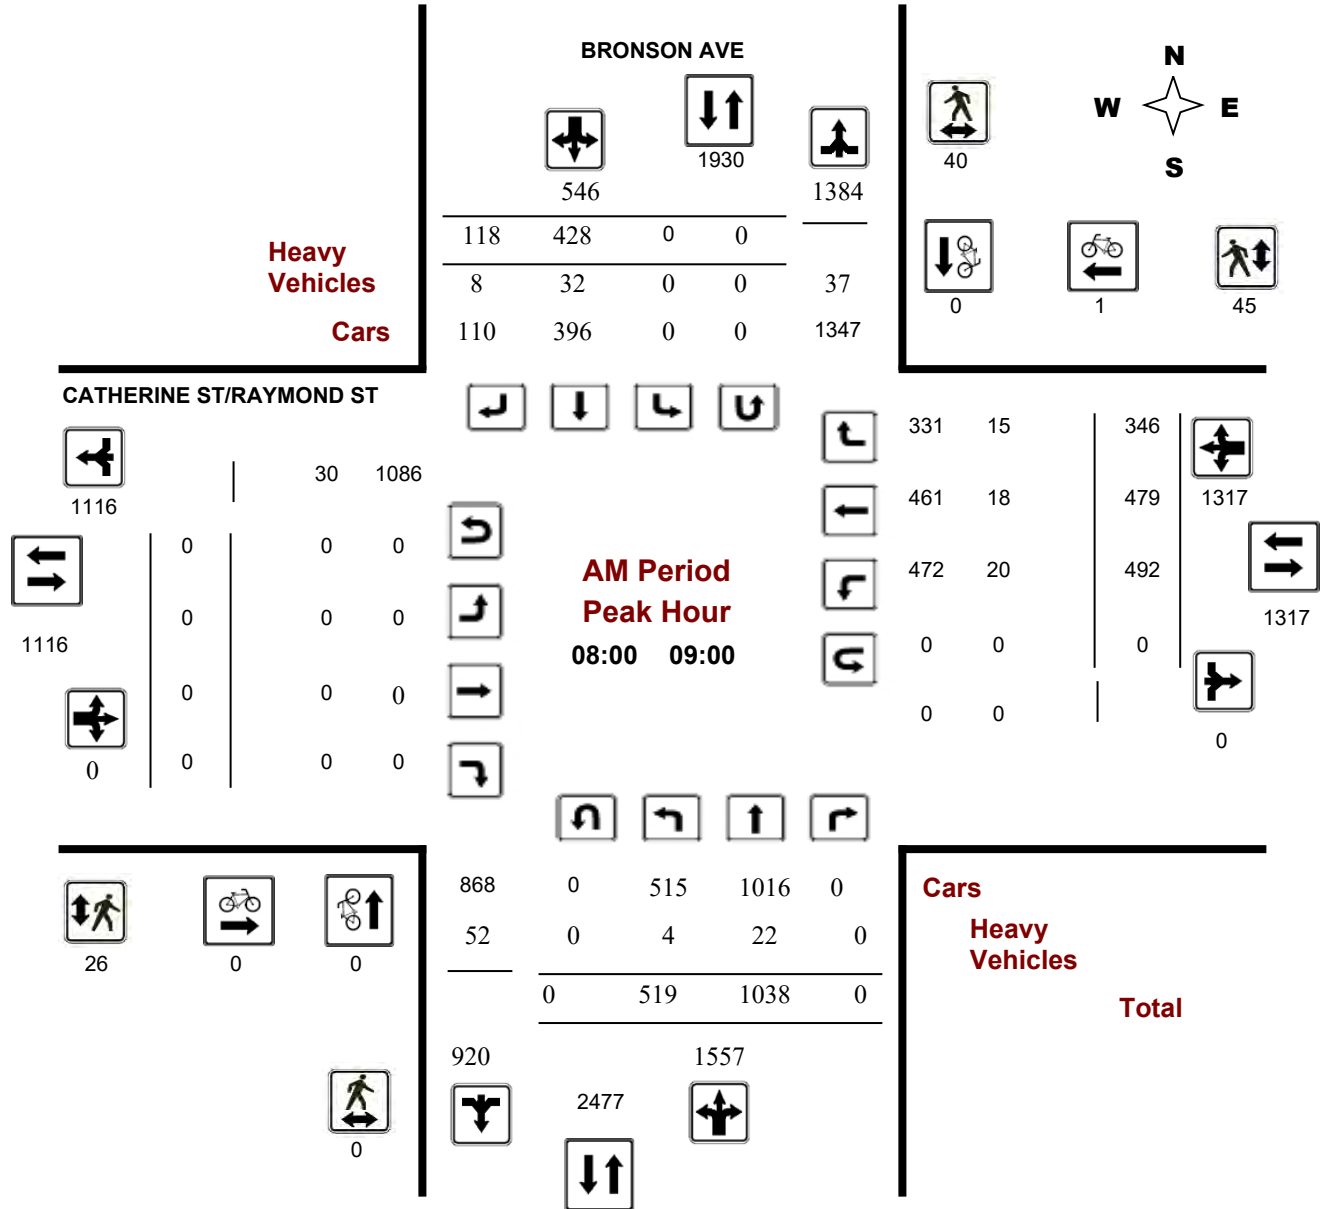 BRONSON AVE
N
W E
S
1930
40
546 1384
118 428 0 0
Heavy
Vehicles
8 32 0 0 37
0 1 45
Cars
110 396 0 0 1347
CATHERINE ST/RAYMOND ST
331 15 346
30 1086
1116
461 18 479 1317
0 0 0
AM Period
472 20 492
Peak Hour
0 0 0
1317
1116
08:00 09:00
0 0 0
0 0 0
0 0
0
0
0 0 0
868 0 515 1016 0
Cars
52 0 4 22 0
Heavy
Vehicles
26 0 0
0 519 1038 0
Total
920 1557
2477
0